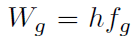 W_g = hf_g